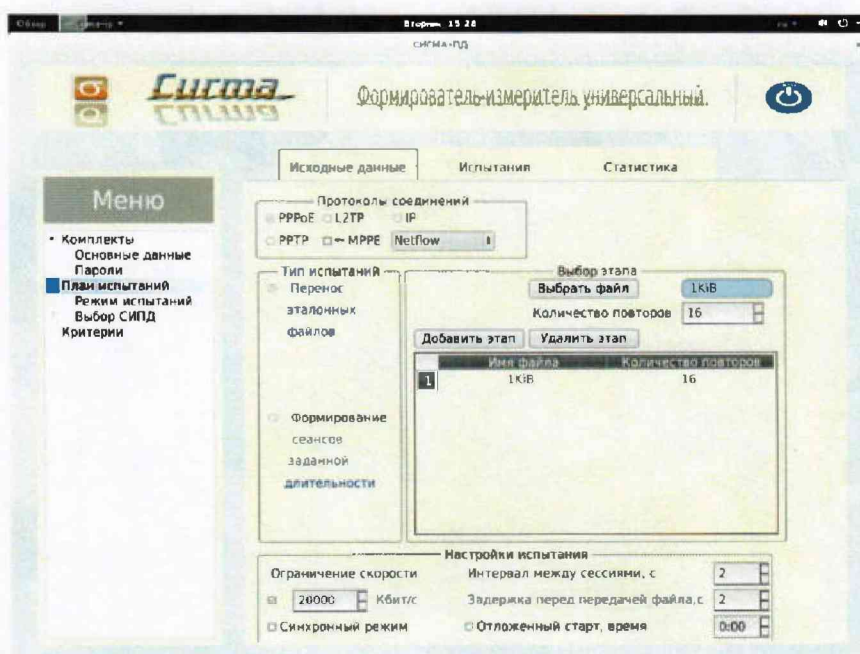 Вторник, 15 28
СИГМА-ПД
Сигма
Формирователь-измеритель универсальный.
Исходные данные Испытания Статистика
Меню
Комплекты
Основные данные
Пароли
План испытаний
Режим испытаний
Выбор СИПД
Критерии
Протоколы соединений
PPPoE L2TP IP
PPTP MPPE Netflow
Тип испытаний
Перенос
эталонных
файлов
Формирование
сеансов
заданной
длительности
Выбор этапа
Выбрать файл 1KiB
Количество повторов 16
Добавить этап Удалить этап
Имя файла Количество повторов
1 1KiB 16
Настройки испытания
Ограничение скорости Интервал между сессиями, с 2
20000 Кбит/с Задержка перед передачей файла,с 2
Синхронный режим Отложенный старт, время 0:00